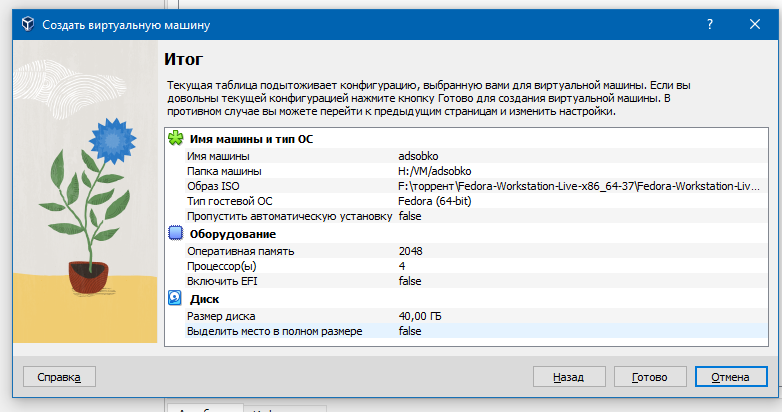 Создать виртуальную машину
Итог
Текущая таблица подытоживает конфигурацию, выбранную вами для виртуальной машины. Если вы
довольны текущей конфигурацией нажмите кнопку Готово для создания виртуальной машины. В
противном случае вы можете перейти к предыдущим страницам и изменить настройки.
Имя машины и тип ОС
Имя машины adsobko
Папка машины H:/VM/adsobko
Образ ISO F:\торрент\Fedora-Workstation-Live-x86_64-37\Fedora-Workstation-Liv...
Тип гостевой ОС Fedora (64-bit)
Пропустить автоматическую установку false
Оборудование
Оперативная память 2048
Процессор(ы) 4
Включить EFI false
Диск
Размер диска 40,00 ГБ
Выделить место в полном размере false
Справка Назад Готово Отмена